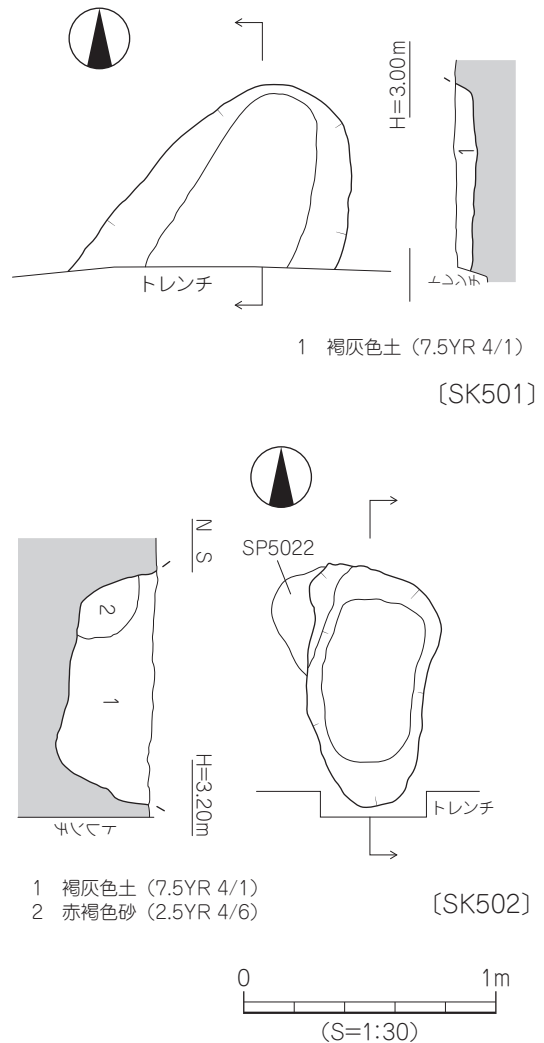 H=3.00m
1
トレンチ
トレンチ
1 褐灰色土（7.5YR 4/1）
〔SK501〕
N S
SP5022
2
1
H=3.20m
トレンチ
トレンチ
1 褐灰色土（7.5YR 4/1）
2 赤褐色砂（2.5YR 4/6）
〔SK502〕
0 1m
(S=1:30)